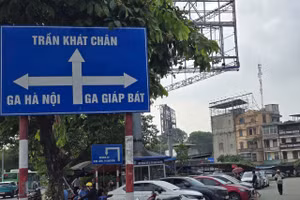 TRẦN KHÁT CHÂN
GA HÀ NỘI
GA GIÁP BÁT